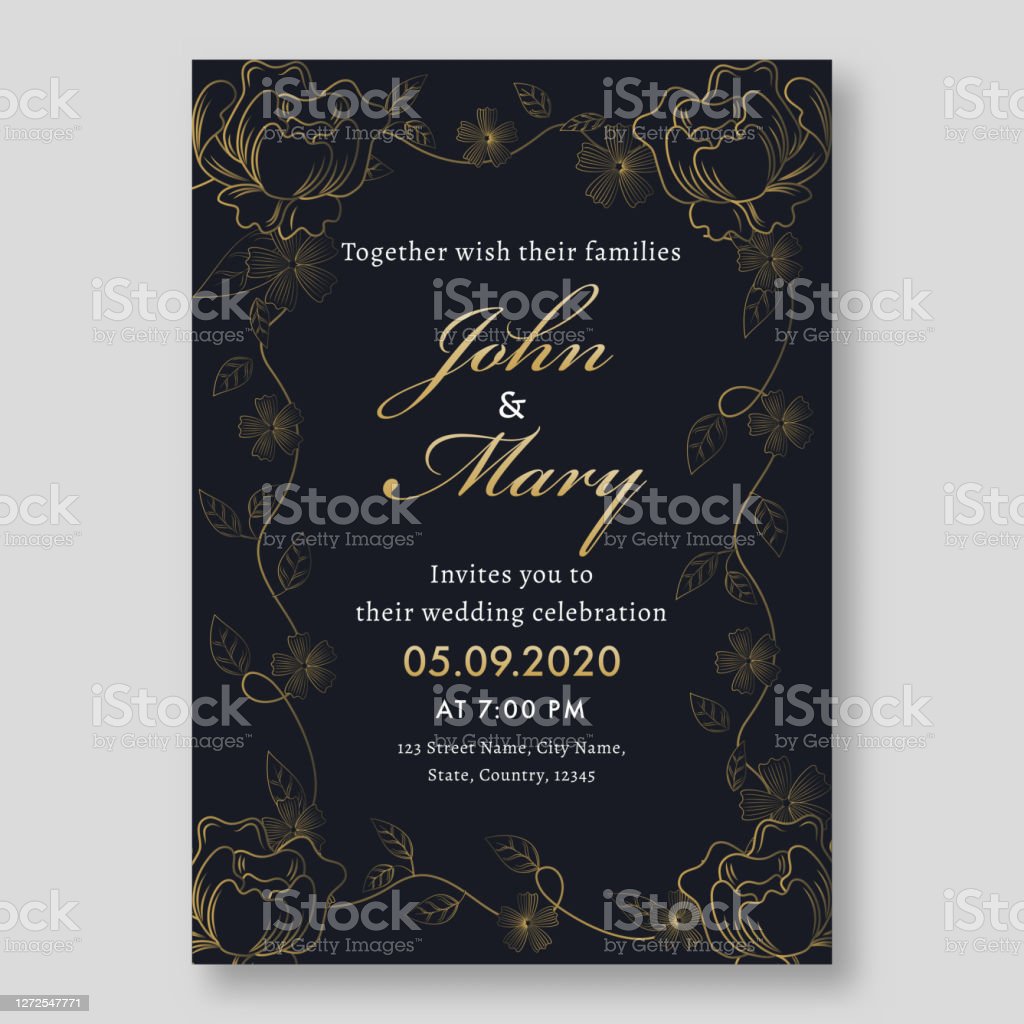 Together wish their families
John
&
Mary
Invites you to
their wedding celebration
05.09.2020
AT 7:00 PM
123 Street Name, City Name,
State, Country, 12345
iStock
by Getty Images™
1272547771